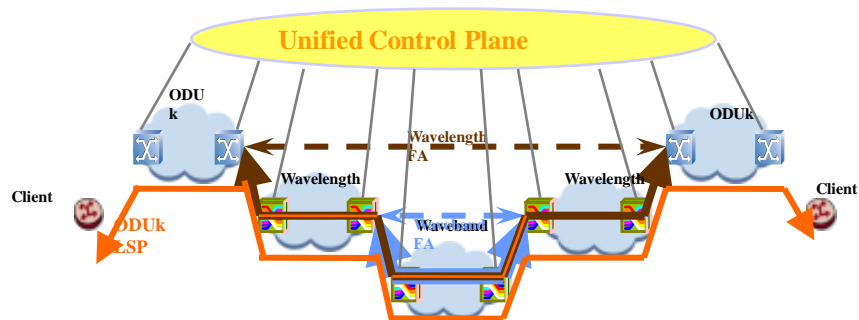 Unified Control Plane
ODU
k
ODUk
Wavelength
FA
Wavelength
Wavelength
Client
Client
ODUk
LSP
Waveband
FA